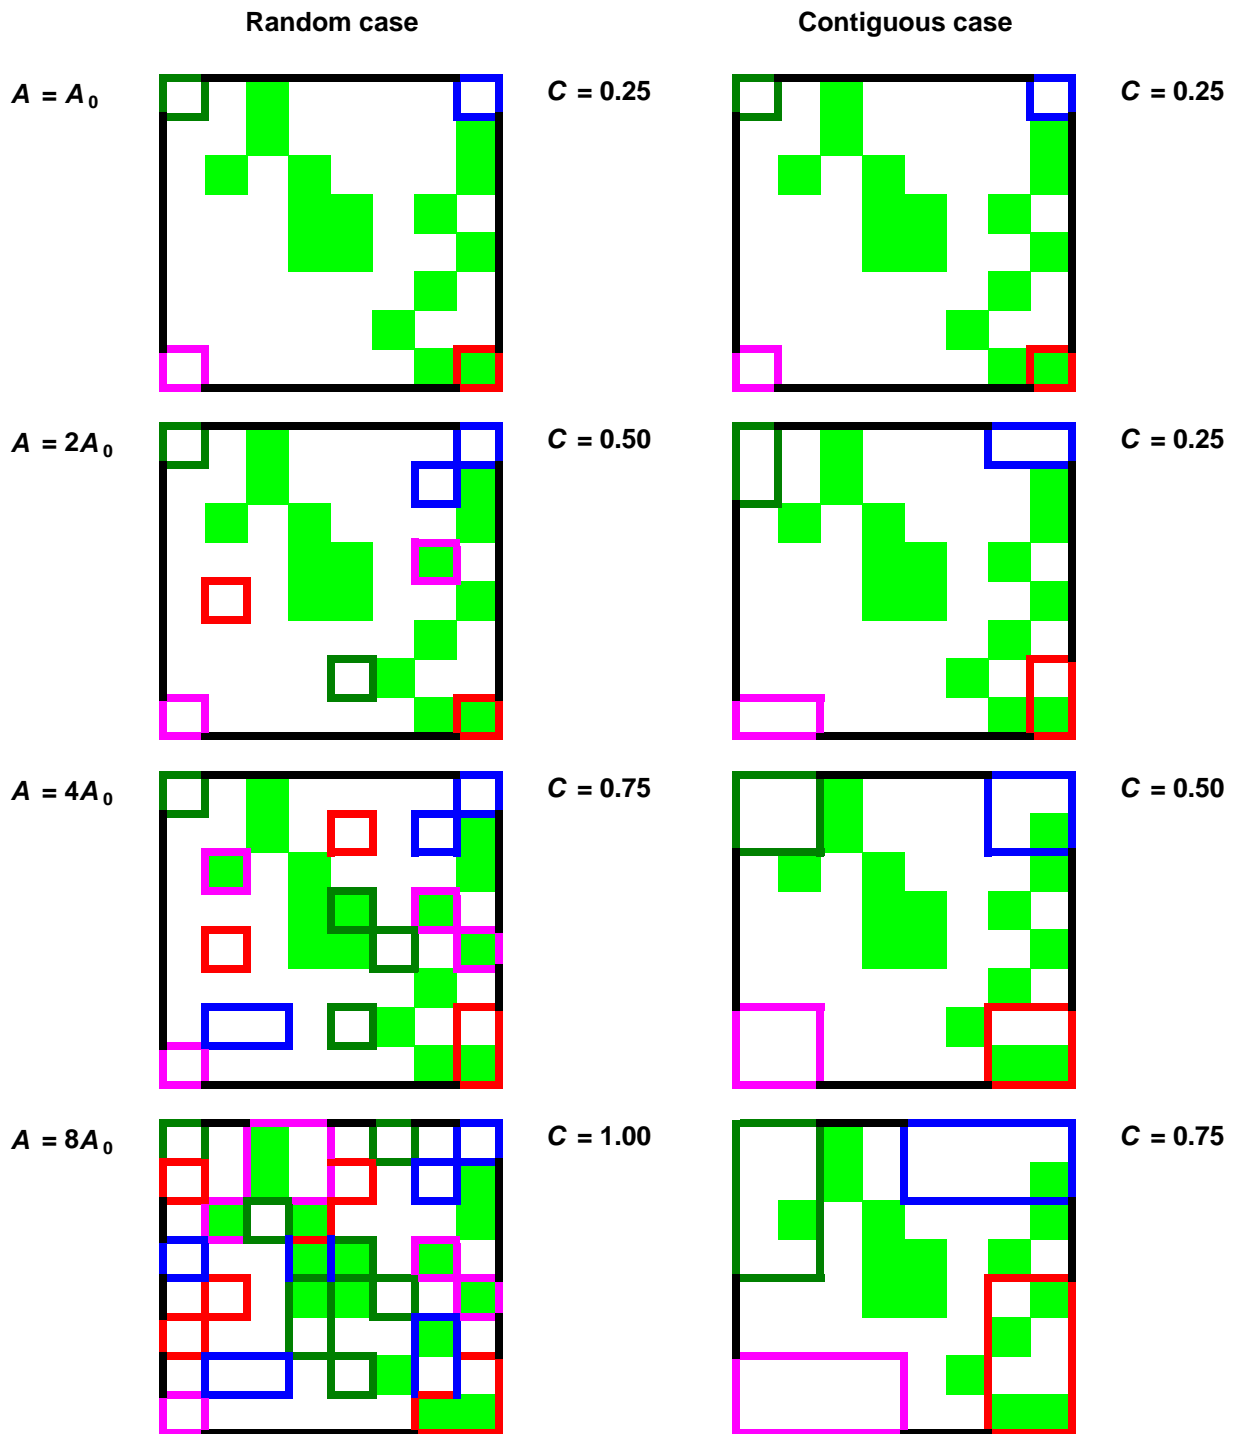 Random case Contiguous case
A = A0 C = 0.25 C = 0.25
A = 2A0 C = 0.50 C = 0.25
A = 4A0 C = 0.75 C = 0.50
A = 8A0 C = 1.00 C = 0.75